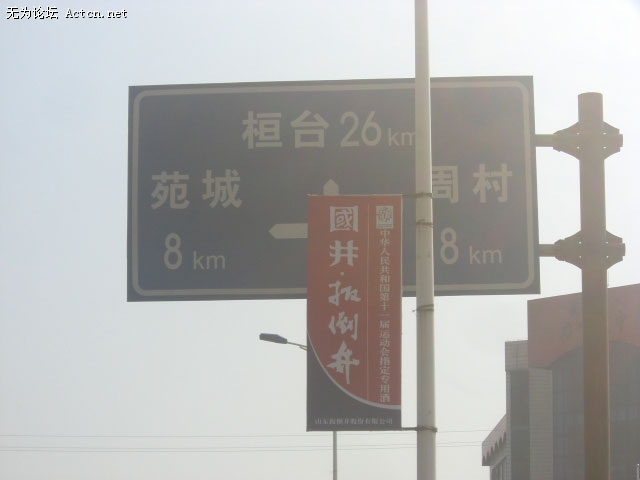 无为论坛 Actcn.net
桓台 26 km
苑城
8 km
周村
8 km
國井·扳倒井
中华人民共和国第十一届运动会指定专用酒
山东扳倒井股份有限公司